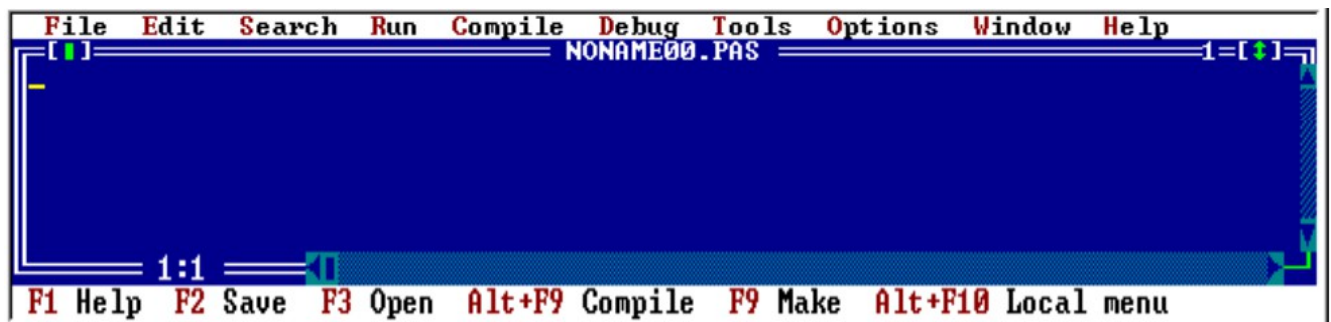 File Edit Search Run Compile Debug Tools Options Window Help
[■] NONAME00.PAS 1=[↕]
1:1
F1 Help F2 Save F3 Open Alt+F9 Compile F9 Make Alt+F10 Local menu